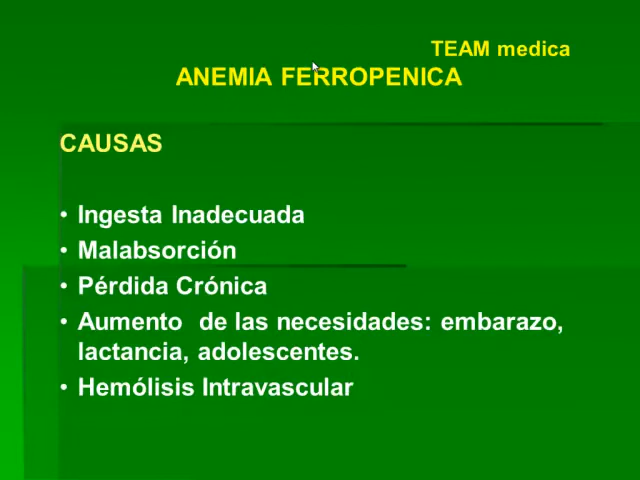 TEAM medica
ANEMIA FERROPENICA
CAUSAS
• Ingesta Inadecuada
• Malabsorción
• Pérdida Crónica
• Aumento  de las necesidades: embarazo,
lactancia, adolescentes.
• Hemólisis Intravascular